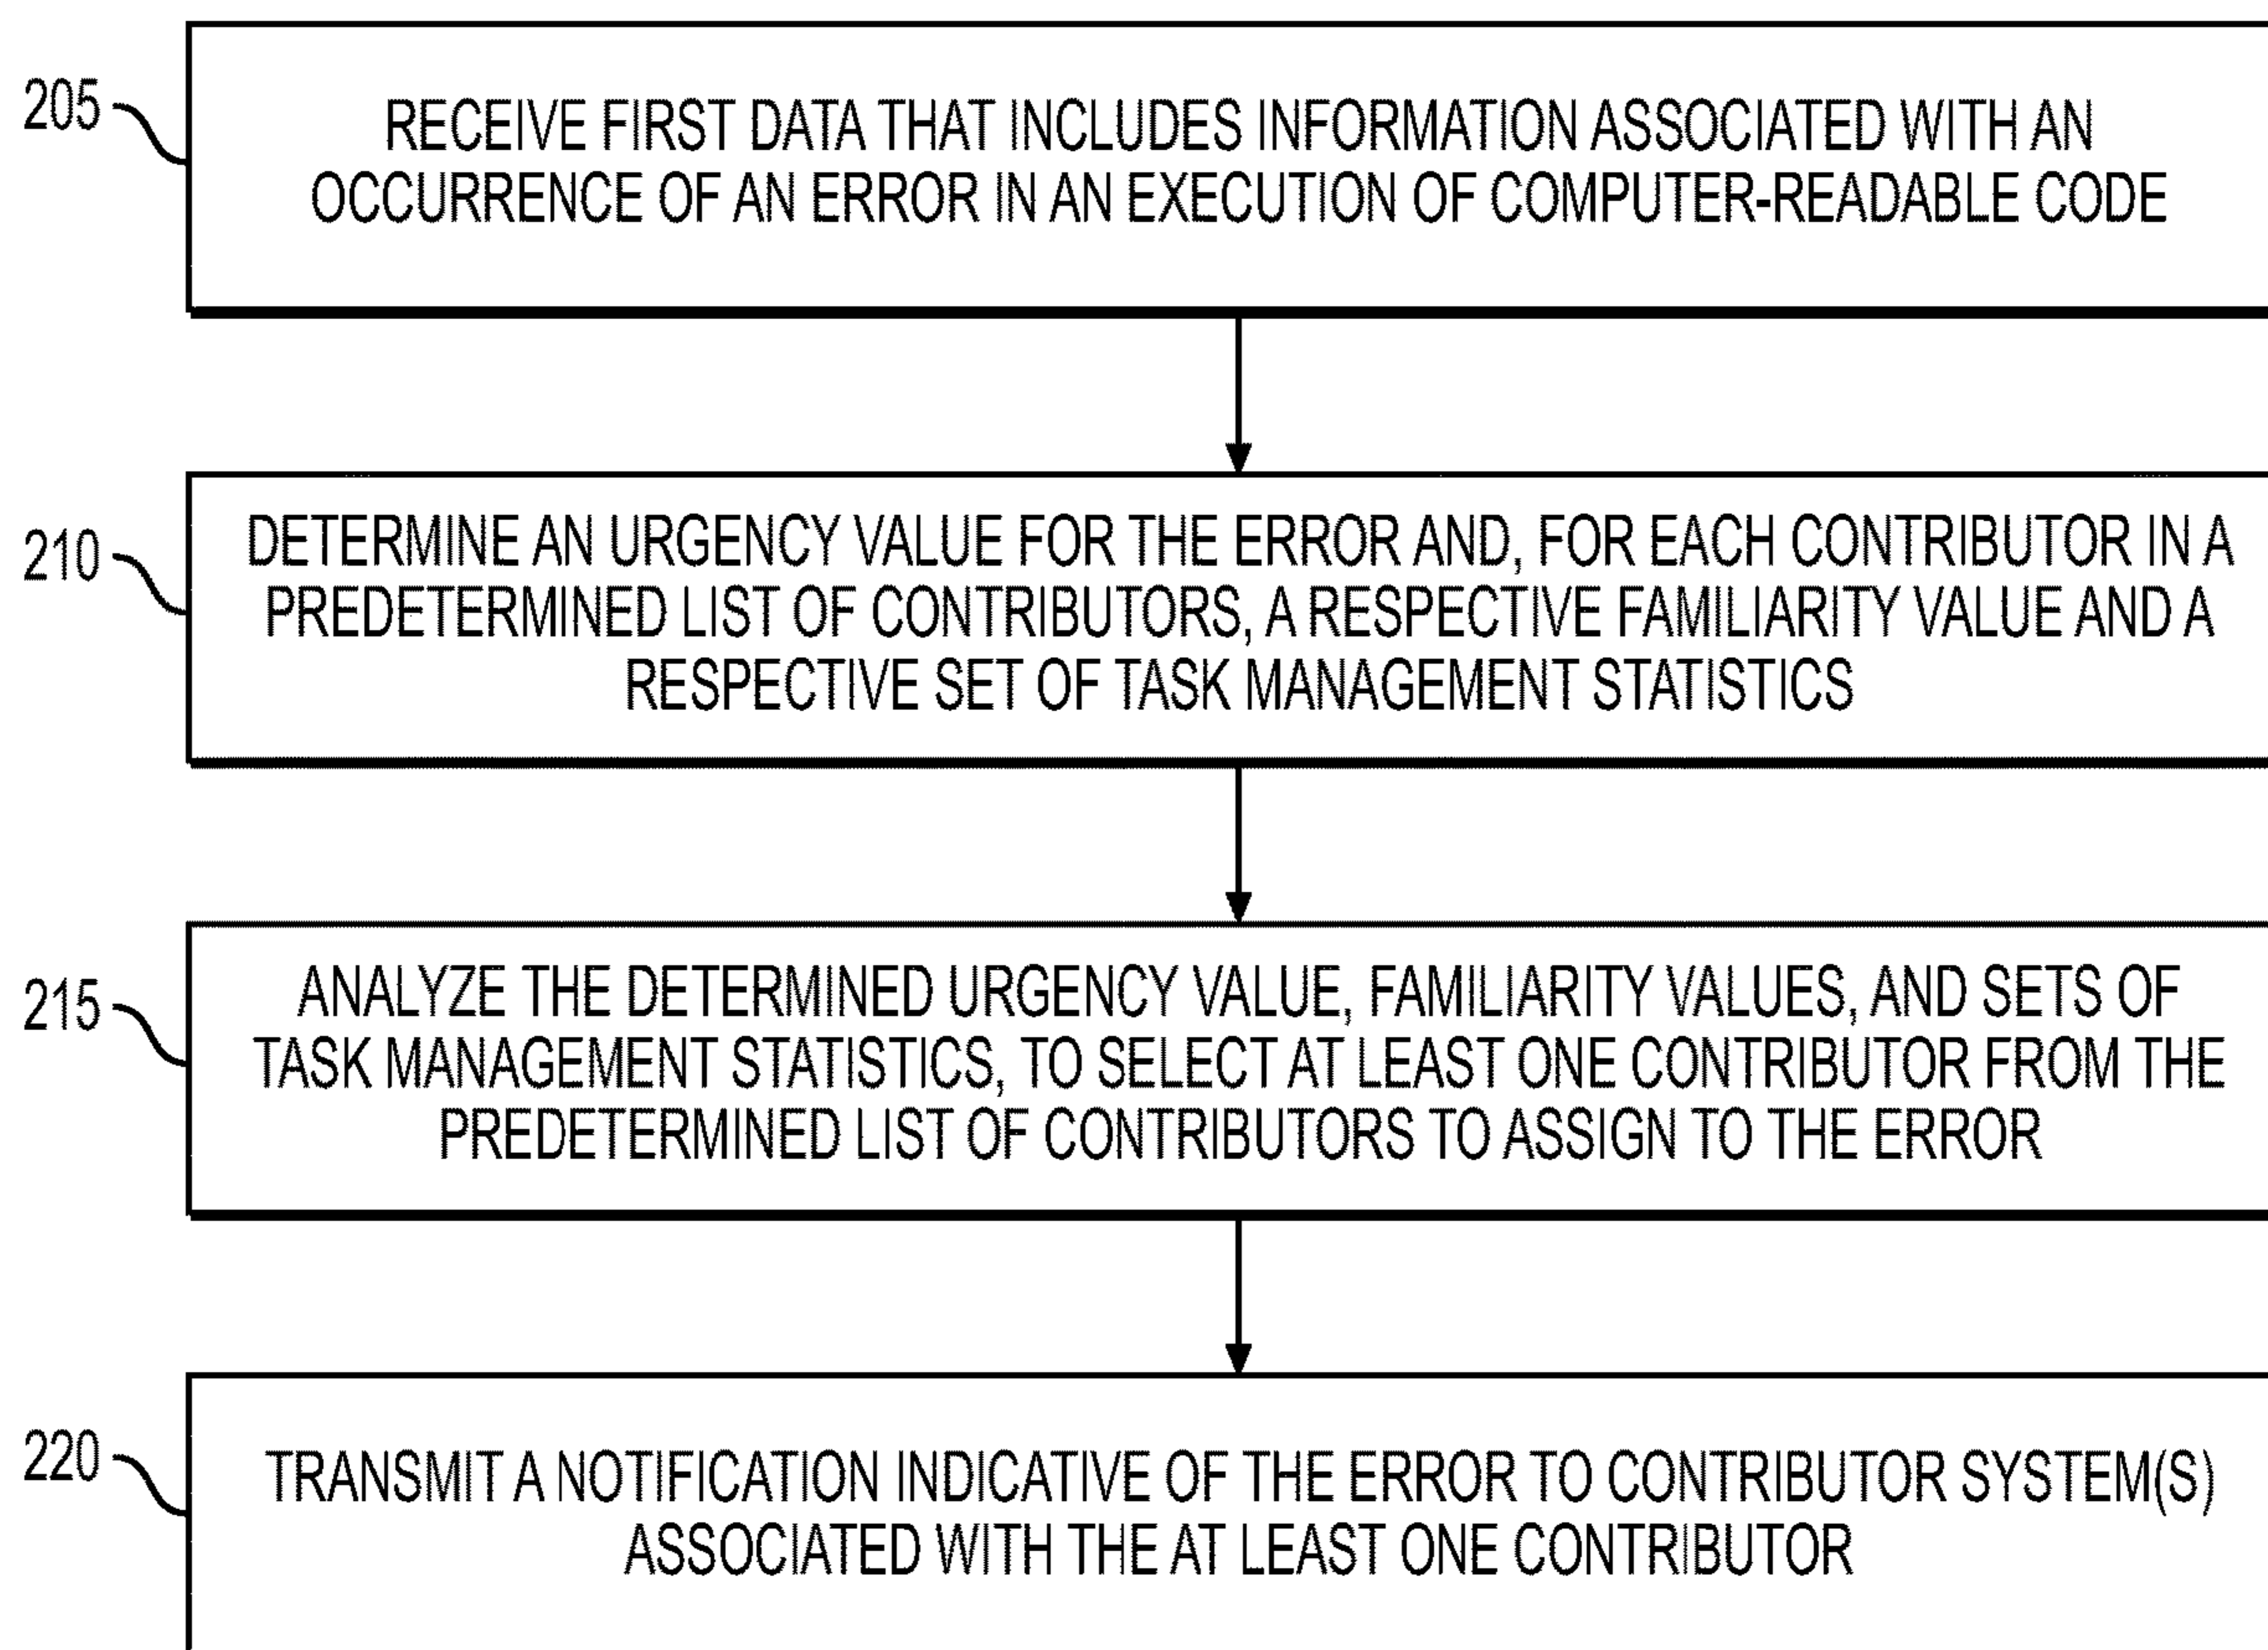 205
RECEIVE FIRST DATA THAT INCLUDES INFORMATION ASSOCIATED WITH AN
OCCURRENCE OF AN ERROR IN AN EXECUTION OF COMPUTER-READABLE CODE
210
DETERMINE AN URGENCY VALUE FOR THE ERROR AND, FOR EACH CONTRIBUTOR IN A
PREDETERMINED LIST OF CONTRIBUTORS, A RESPECTIVE FAMILIARITY VALUE AND A
RESPECTIVE SET OF TASK MANAGEMENT STATISTICS
215
ANALYZE THE DETERMINED URGENCY VALUE, FAMILIARITY VALUES, AND SETS OF
TASK MANAGEMENT STATISTICS, TO SELECT AT LEAST ONE CONTRIBUTOR FROM THE
PREDETERMINED LIST OF CONTRIBUTORS TO ASSIGN TO THE ERROR
220
TRANSMIT A NOTIFICATION INDICATIVE OF THE ERROR TO CONTRIBUTOR SYSTEM(S)
ASSOCIATED WITH THE AT LEAST ONE CONTRIBUTOR